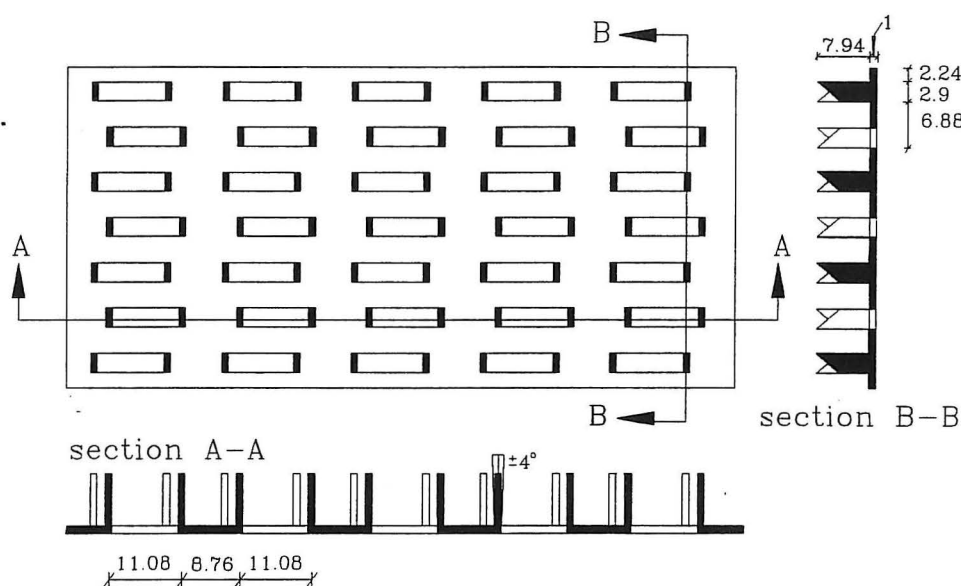 B
1
7.94
2.24
2.9
6.88
A
A
B
section B-B
section A-A
±4°
11.08
8.76
11.08